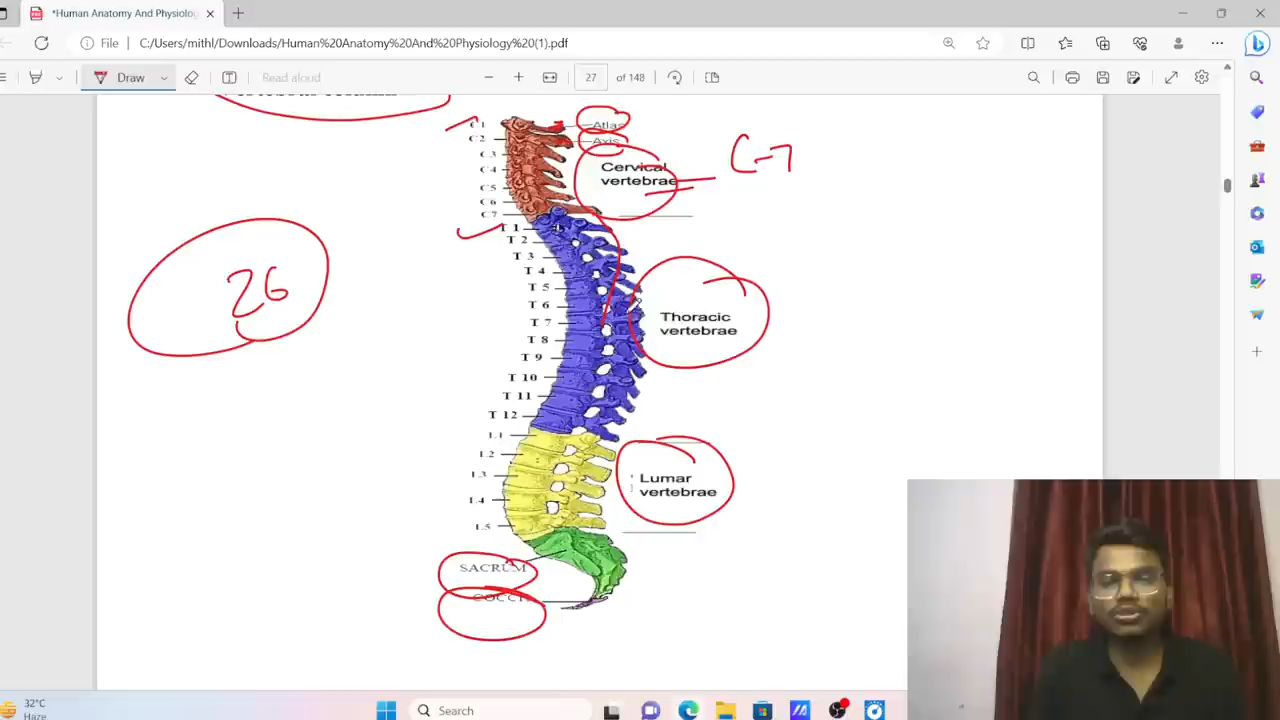 *Human Anatomy And Physiolog
File
C:/Users/mithl/Downloads/Human%20Anatomy%20And%20Physiology%20(1).pdf
Draw
Read aloud
27
of 148
C1
Atlas
C2
Axis
C3
Cervical
vertebrae
C-7
C4
C5
C6
C7
T 1
T 2
T 3
T 4
26
T 5
T 6
Thoracic
vertebrae
T 7
T 8
T 9
T 10
T 11
T 12
L1
L2
L3
Lumar
vertebrae
L4
L5
SACRUM
32°C
Haze
Search